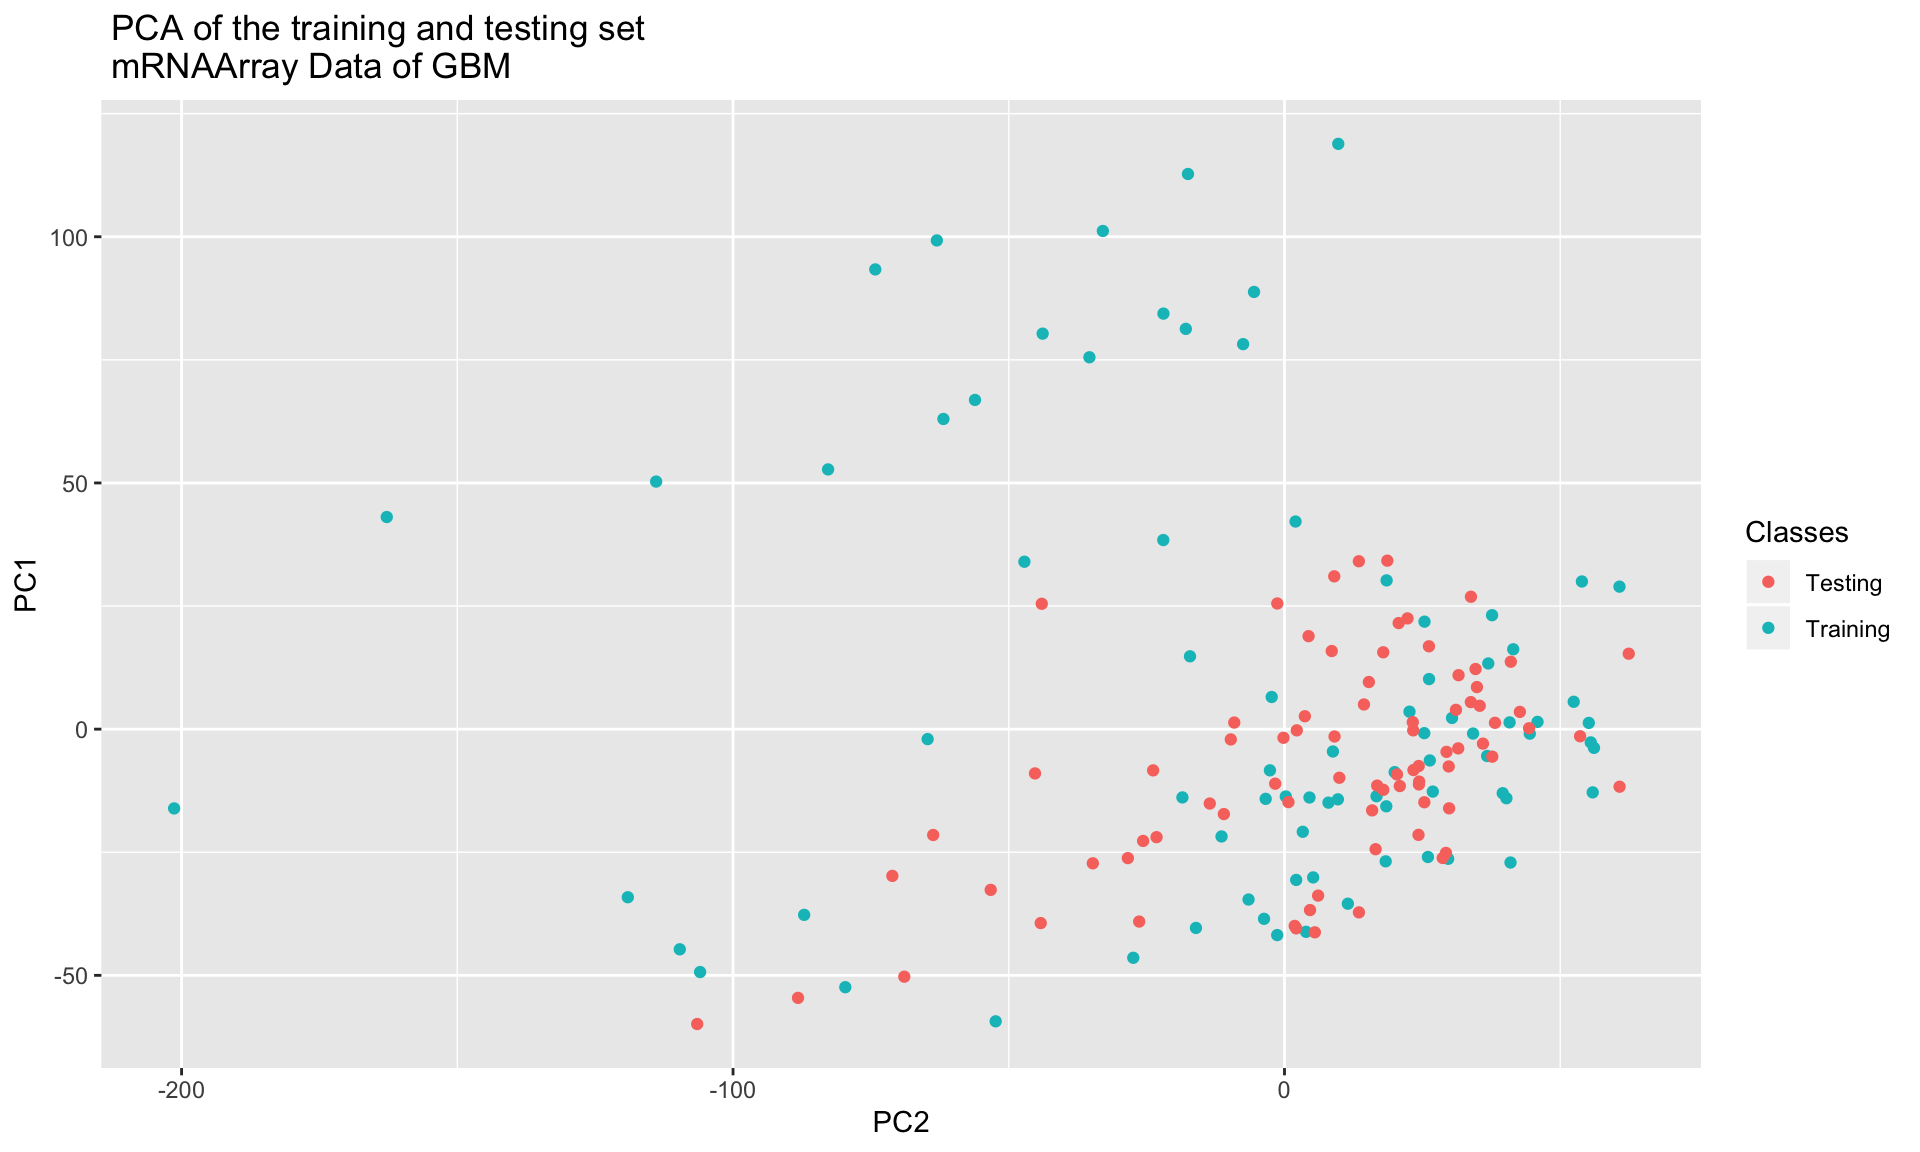 PCA of the training and testing set
mRNAArray Data of GBM
100
50
0
-50
PC1
-200
-100
0
PC2
Classes
Testing
Training